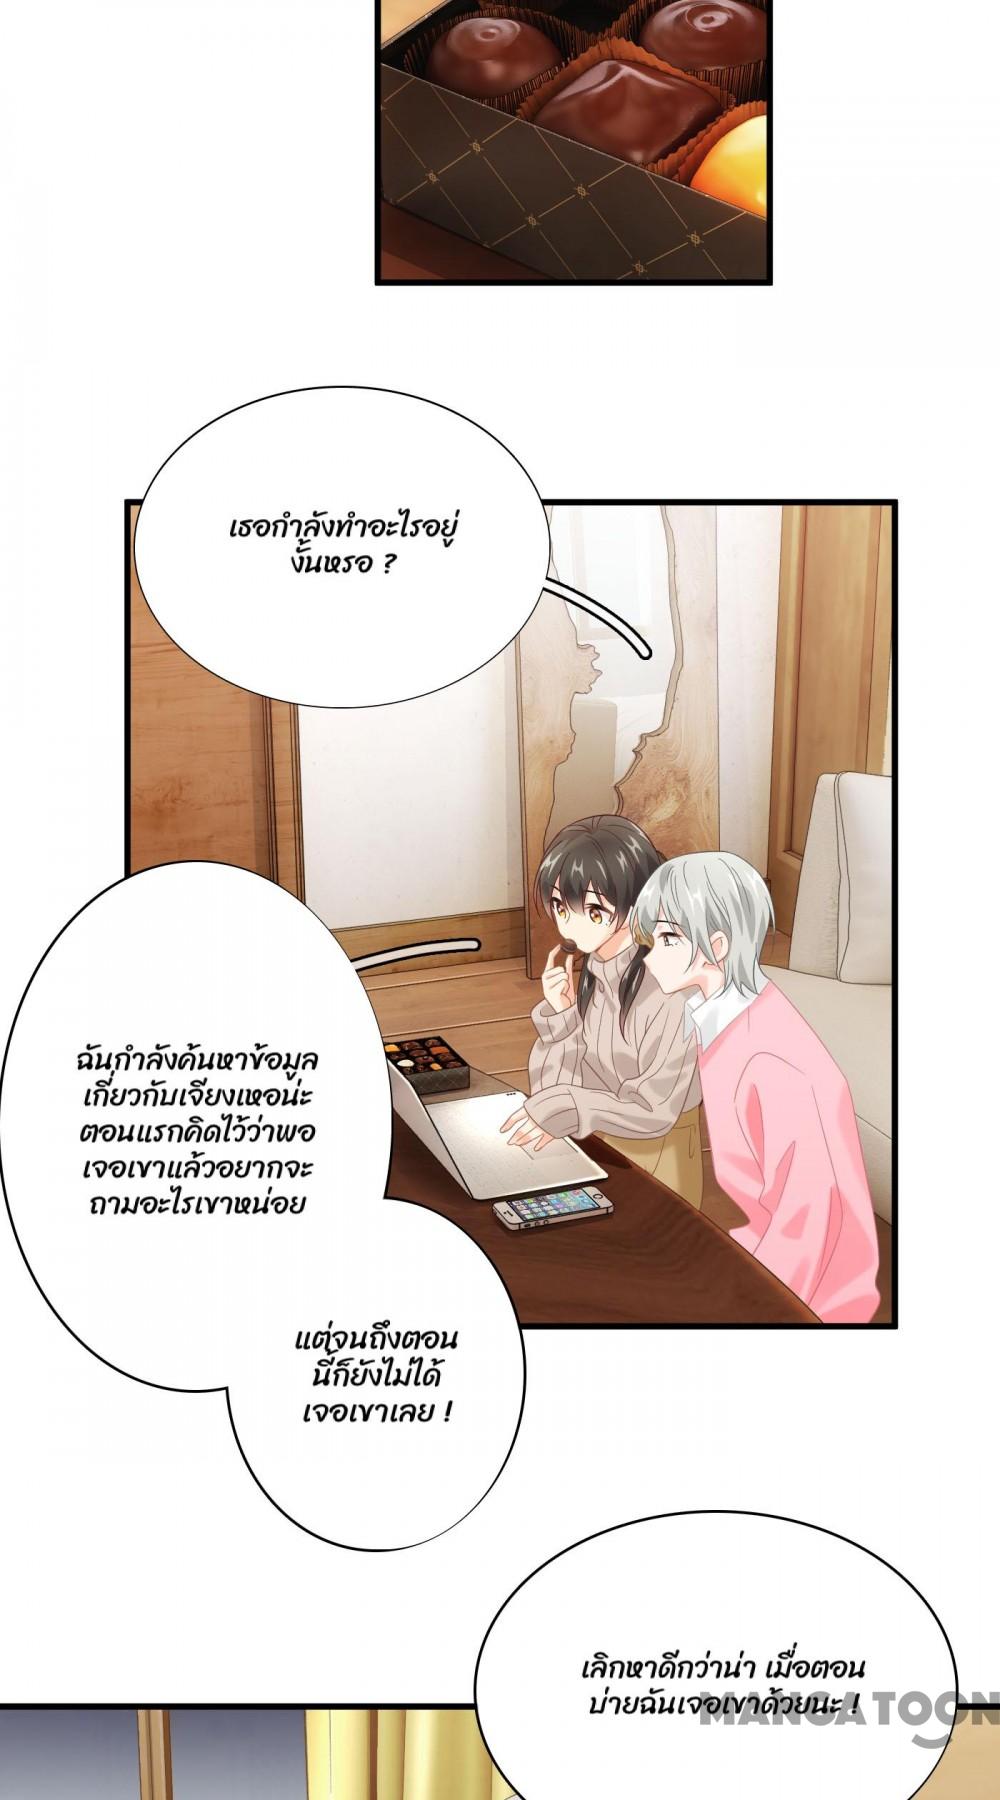 เธอกำลังทำอะไรอยู่
งั้นหรอ ?
ฉันกำลังค้นหาข้อมูล
เกี่ยวกับเจียงเหอน่ะ
ตอนแรกคิดไว้ว่าพอ
เจอเขาแล้วอยากจะ
ถามอะไรเขาหน่อย
แต่จนถึงตอน
นี้ก็ยังไม่ได้
เจอเขาเลย !
เลิกหาดีกว่าน่า เมื่อตอน
บ่ายฉันเจอเขาด้วยนะ !
MANGATOON